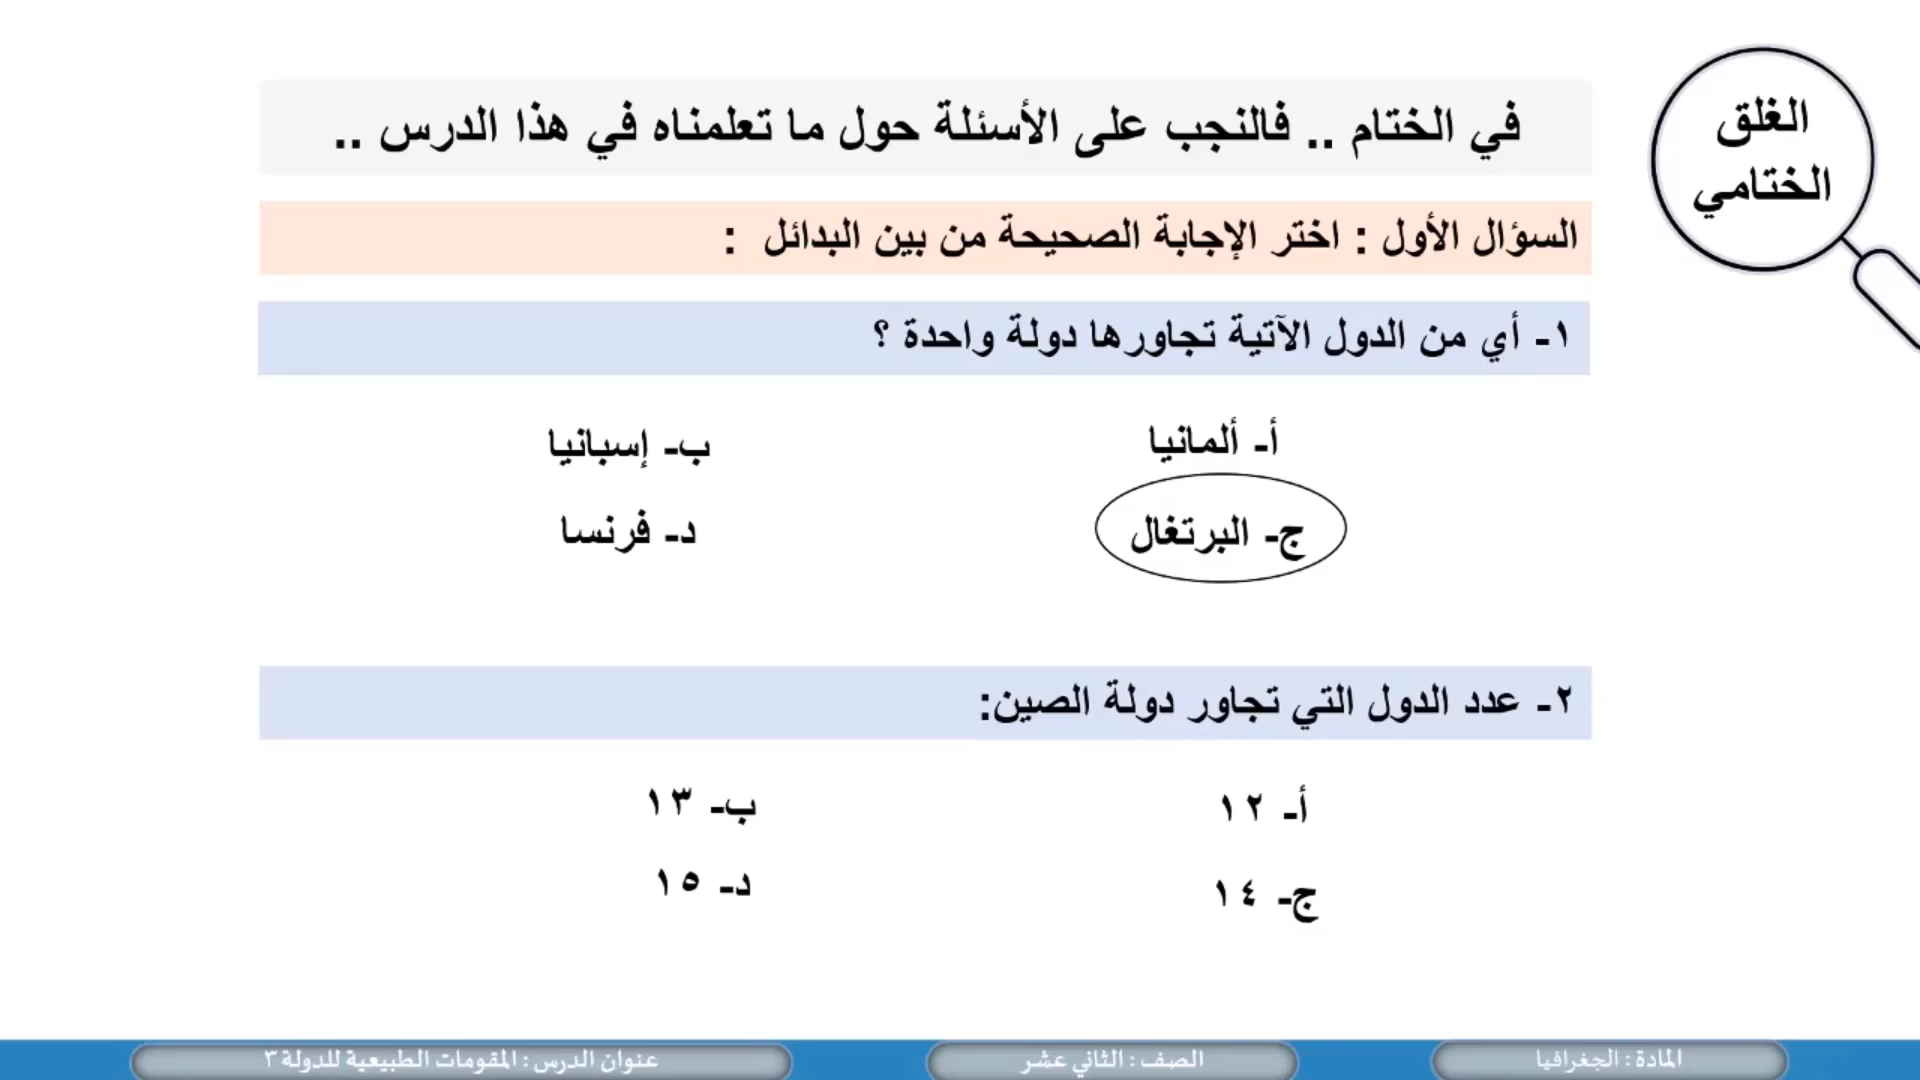 الغلق
الختامي
في الختام .. فالنجب على الأسئلة حول ما تعلمناه في هذا الدرس ..
السؤال الأول : اختر الإجابة الصحيحة من بين البدائل :
١- أي من الدول الآتية تجاورها دولة واحدة ؟
أ- ألمانيا
ب- إسبانيا
ج- البرتغال
د- فرنسا
٢- عدد الدول التي تجاور دولة الصين:
أ- ١٢
ب- ١٣
ج- ١٤
د- ١٥
المادة : الجغرافيا
الصف : الثاني عشر
عنوان الدرس : المقومات الطبيعية للدولة ٣